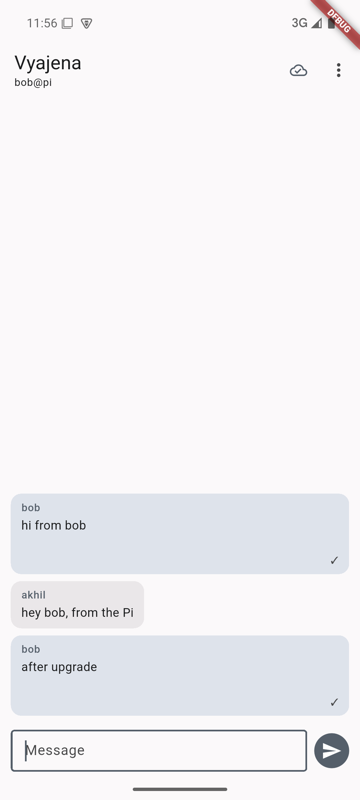 11:56
3G
DEBUG
Vyajena
bob@pi
bob
hi from bob
✓
akhil
hey bob, from the Pi
bob
after upgrade
✓
Message